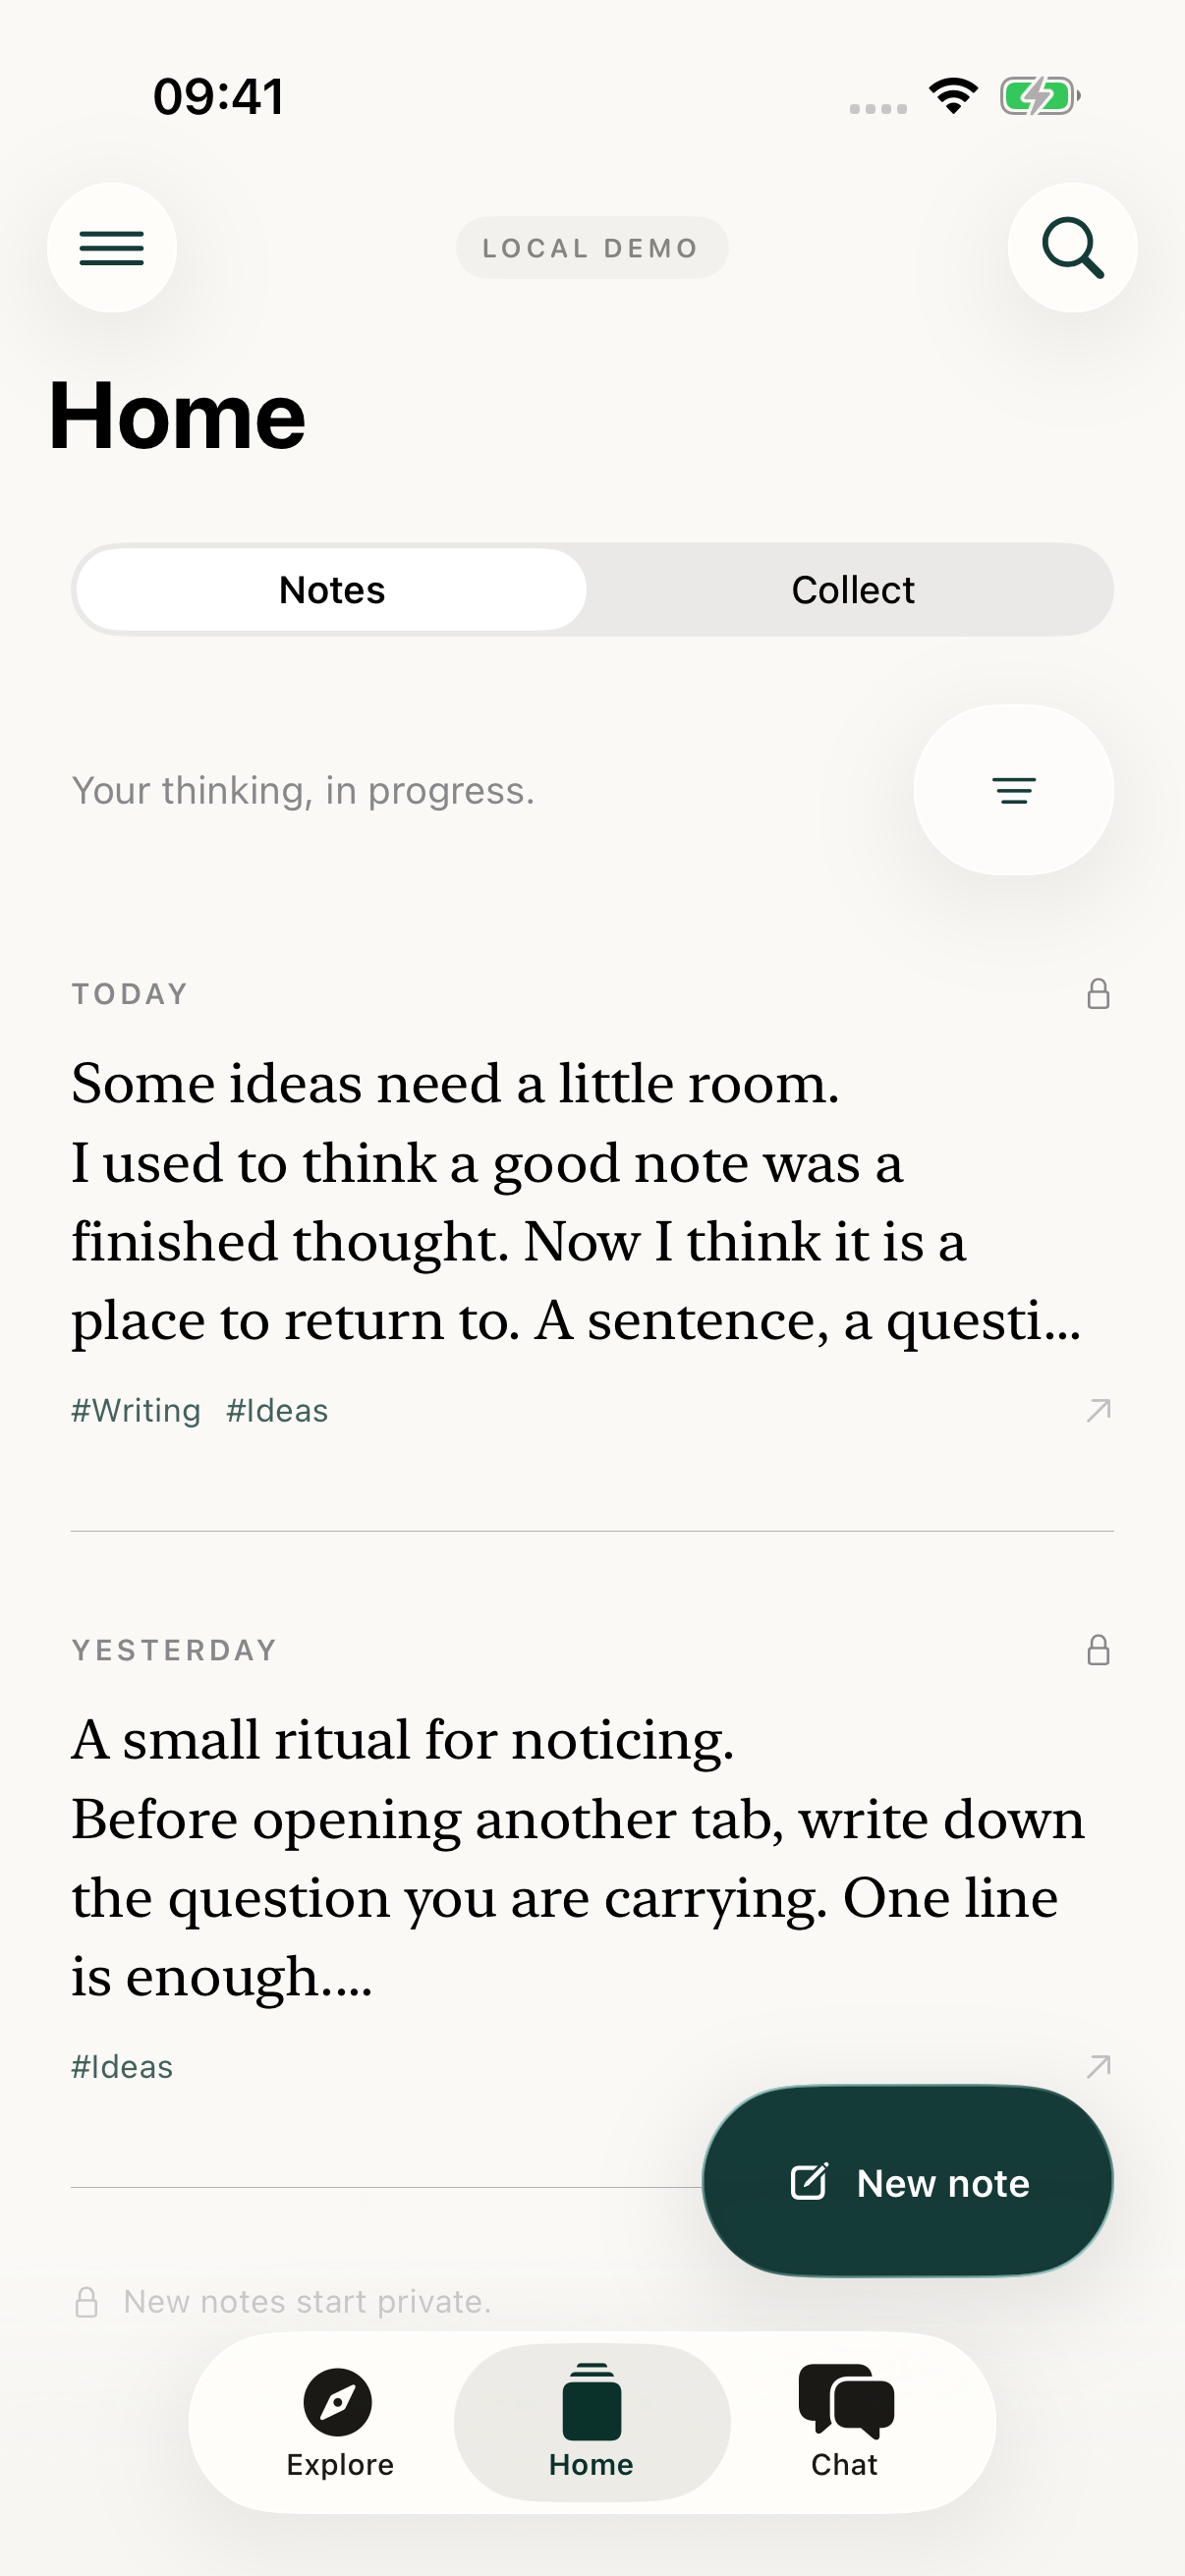 09:41
LOCAL DEMO
Home
Notes
Collect
Your thinking, in progress.
TODAY
Some ideas need a little room.
I used to think a good note was a
finished thought. Now I think it is a
place to return to. A sentence, a questi...
#Writing #Ideas
YESTERDAY
A small ritual for noticing.
Before opening another tab, write down
the question you are carrying. One line
is enough....
#Ideas
New note
New notes start private.
Explore
Home
Chat